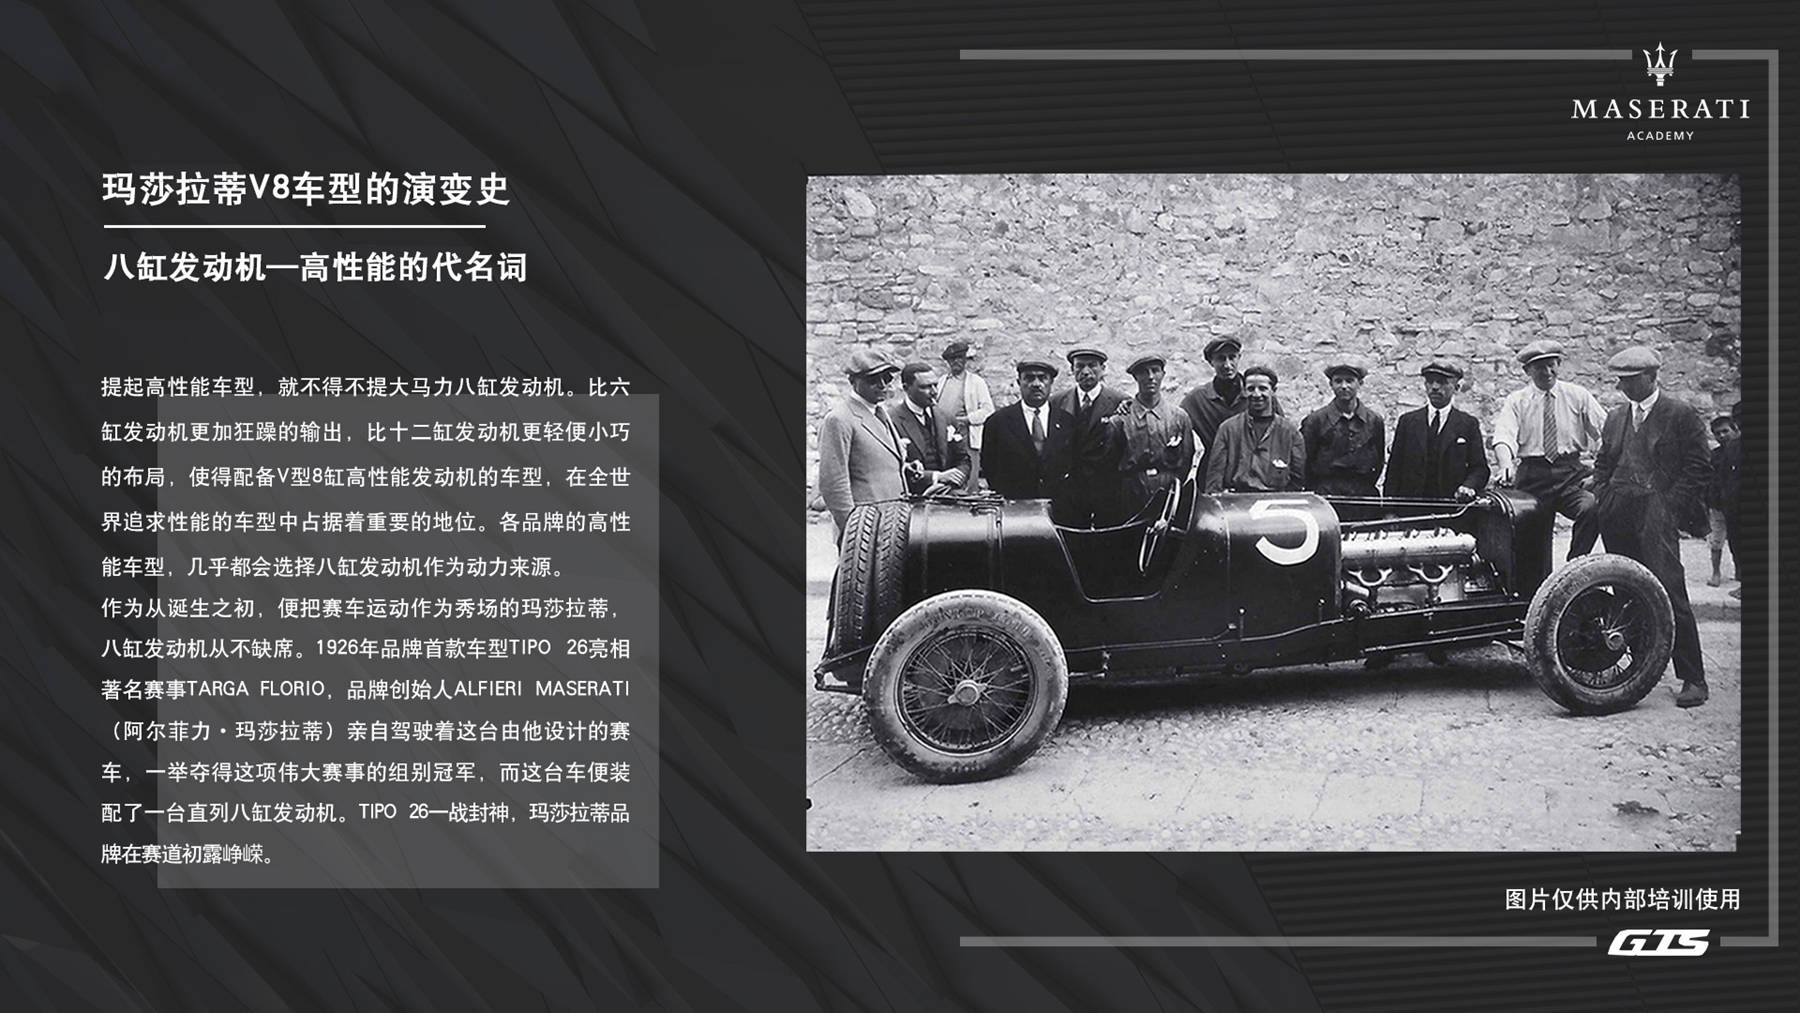 MASERATI
ACADEMY
玛莎拉蒂V8车型的演变史
八缸发动机—高性能的代名词
提起高性能车型，就不得不提大马力八缸发动机。比六
缸发动机更加狂躁的输出，比十二缸发动机更轻便小巧
的布局，使得配备V型8缸高性能发动机的车型，在全世
界追求性能的车型中占据着重要的地位。各品牌的高性
能车型，几乎都会选择八缸发动机作为动力来源。
作为从诞生之初，便把赛车运动作为秀场的玛莎拉蒂，
八缸发动机从不缺席。1926年品牌首款车型TIPO 26亮相
著名赛事TARGA FLORIO，品牌创始人ALFIERI MASERATI
（阿尔菲力·玛莎拉蒂）亲自驾驶着这台由他设计的赛
车，一举夺得这项伟大赛事的组别冠军，而这台车便装
配了一台直列八缸发动机。TIPO 26一战封神，玛莎拉蒂品
牌在赛道初露峥嵘。
5
图片仅供内部培训使用
GTS